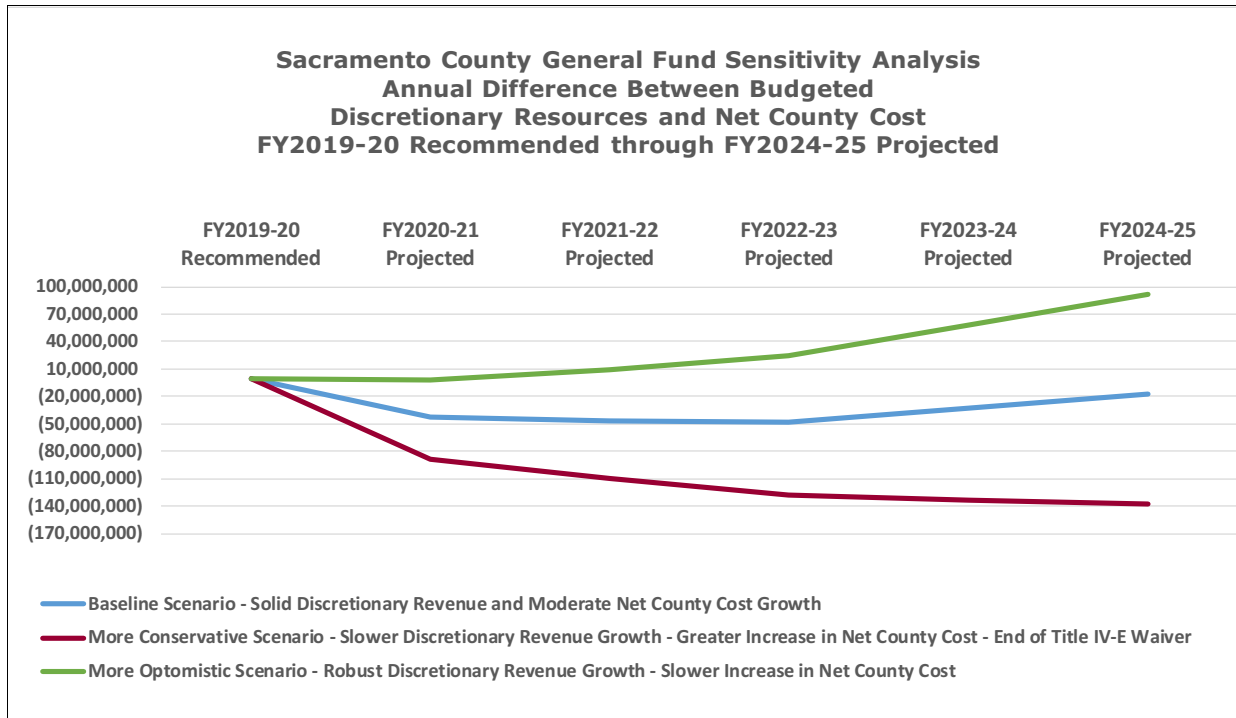 Sacramento County General Fund Sensitivity Analysis
Annual Difference Between Budgeted
Discretionary Resources and Net County Cost
FY2019-20 Recommended through FY2024-25 Projected
FY2019-20 FY2020-21 FY2021-22 FY2022-23 FY2023-24 FY2024-25
Recommended Projected Projected Projected Projected Projected
100,000,000
70,000,000
40,000,000
10,000,000
(20,000,000)
(50,000,000)
(80,000,000)
(110,000,000)
(140,000,000)
(170,000,000)
Baseline Scenario - Solid Discretionary Revenue and Moderate Net County Cost Growth
More Conservative Scenario - Slower Discretionary Revenue Growth - Greater Increase in Net County Cost - End of Title IV-E Waiver
More Optomistic Scenario - Robust Discretionary Revenue Growth - Slower Increase in Net County Cost